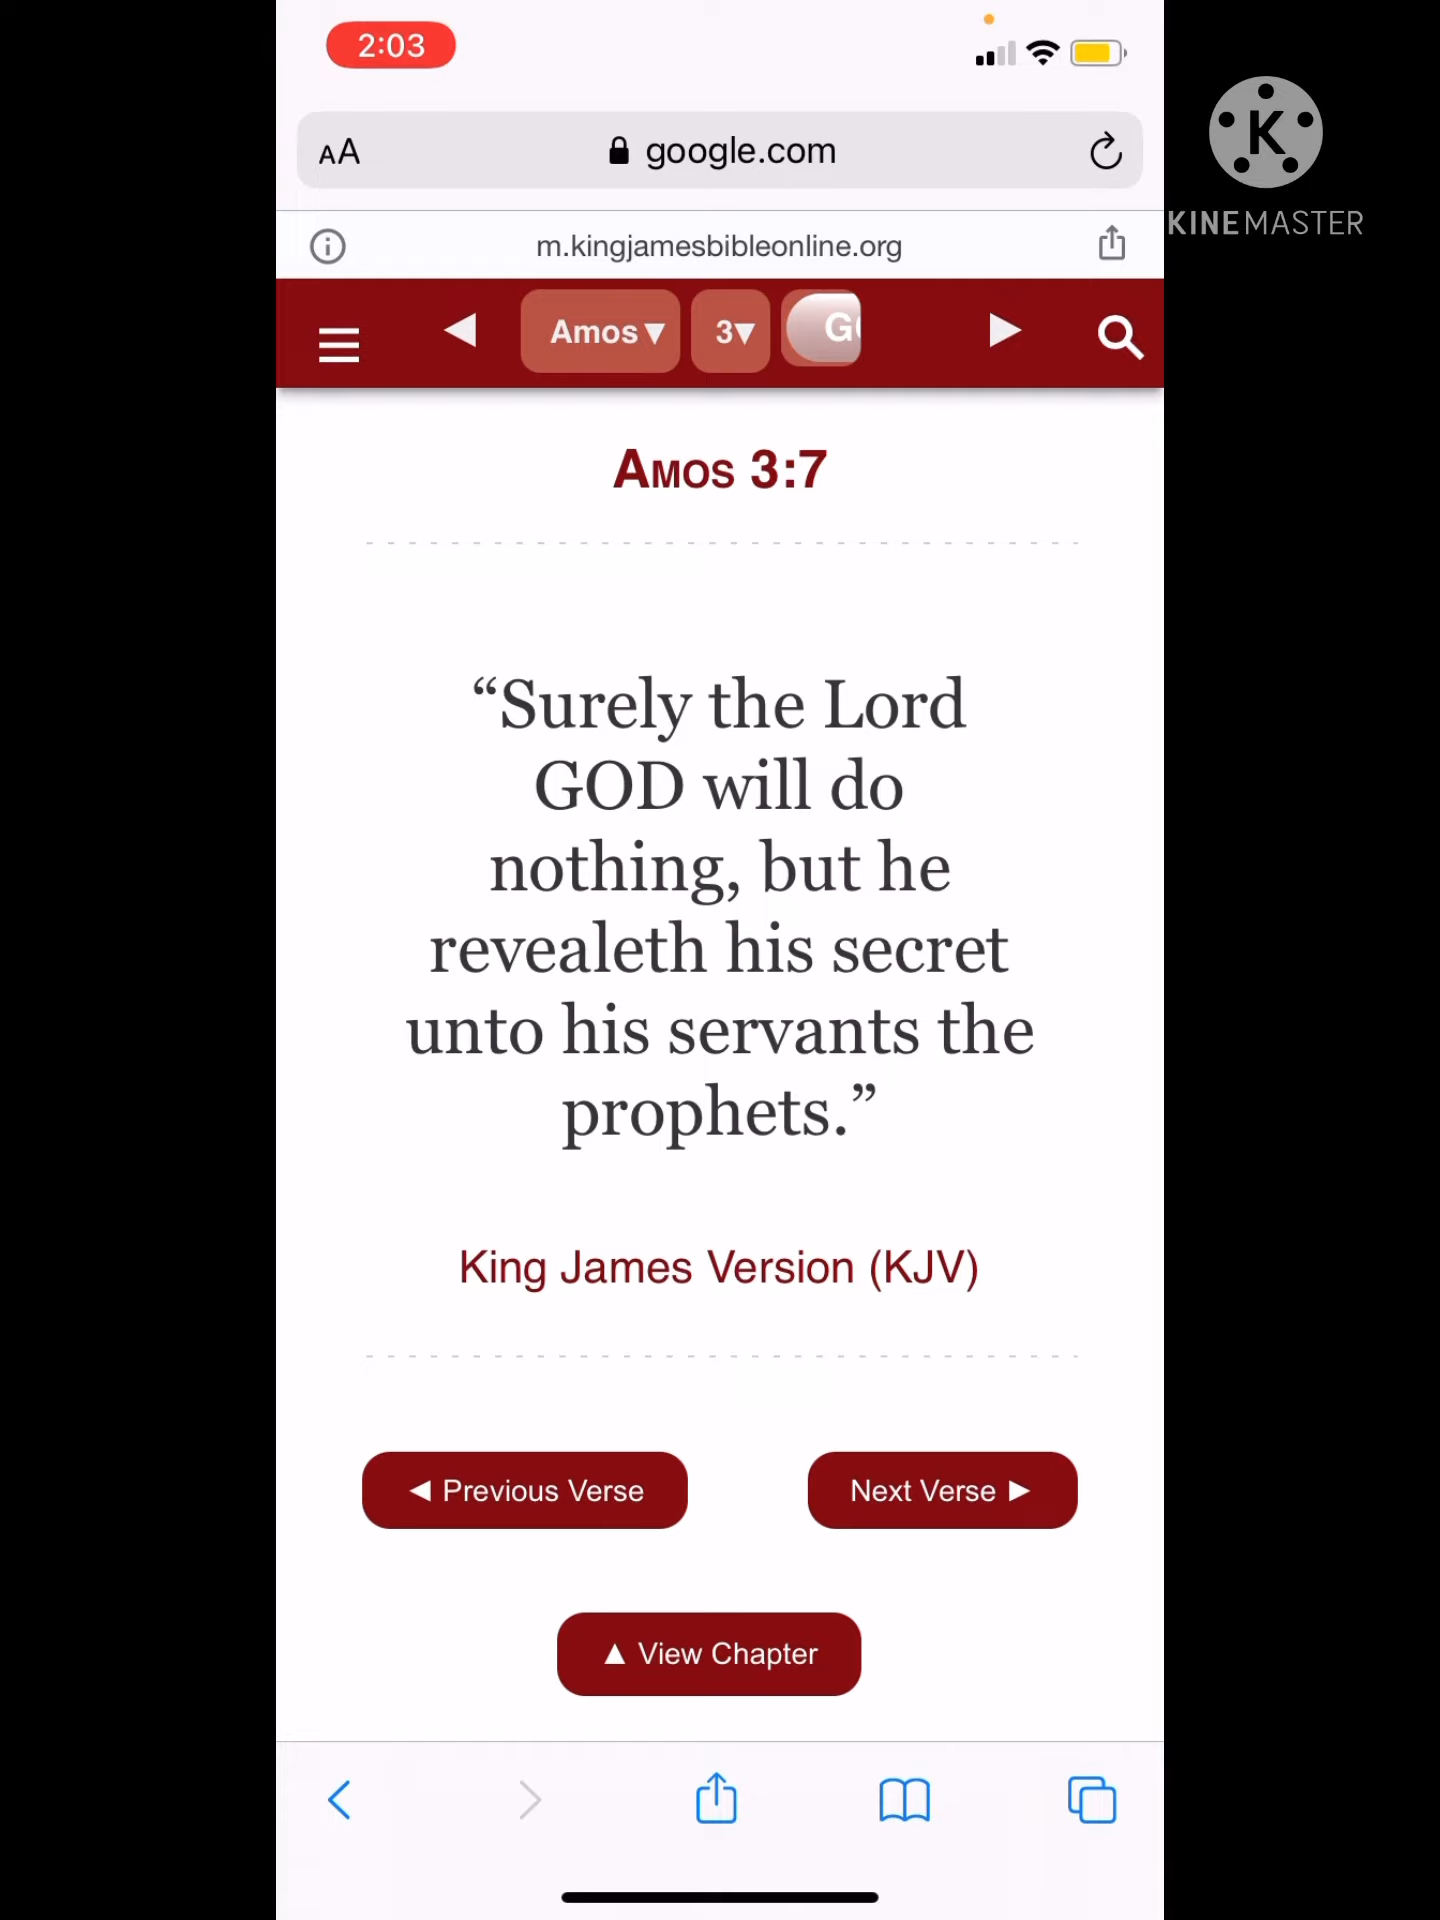 2:03
AA google.com
m.kingjamesbibleonline.org
KINEMASTER
Amos ▼ 3▼ G
Amos 3:7
“Surely the Lord
GOD will do
nothing, but he
revealeth his secret
unto his servants the
prophets.”
King James Version (KJV)
◄ Previous Verse
Next Verse ►
▲ View Chapter